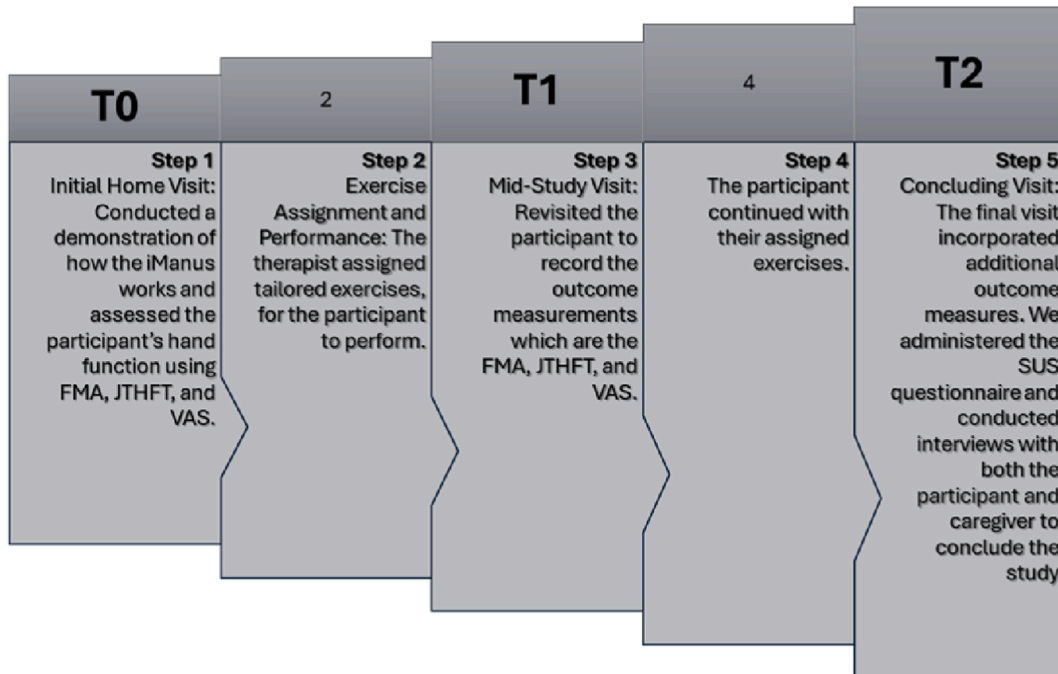 T0
Step 1
Initial Home Visit:
Conducted a
demonstration of
how the iManus
works and
assessed the
participant's hand
function using
FMA, JTHFT, and
VAS.
2
Step 2
Exercise
Assignment and
Performance: The
therapist assigned
tailored exercises,
for the participant
to perform.
T1
Step 3
Mid-Study Visit:
Revisited the
participant to
record the
outcome
measurements
which are the
FMA, JTHFT, and
VAS.
4
Step 4
The participant
continued with
their assigned
exercises.
T2
Step 5
Concluding Visit:
The final visit
incorporated
additional
outcome
measures. We
administered the
SUS
questionnaire and
conducted
interviews with
both the
participant and
caregiver to
conclude the
study